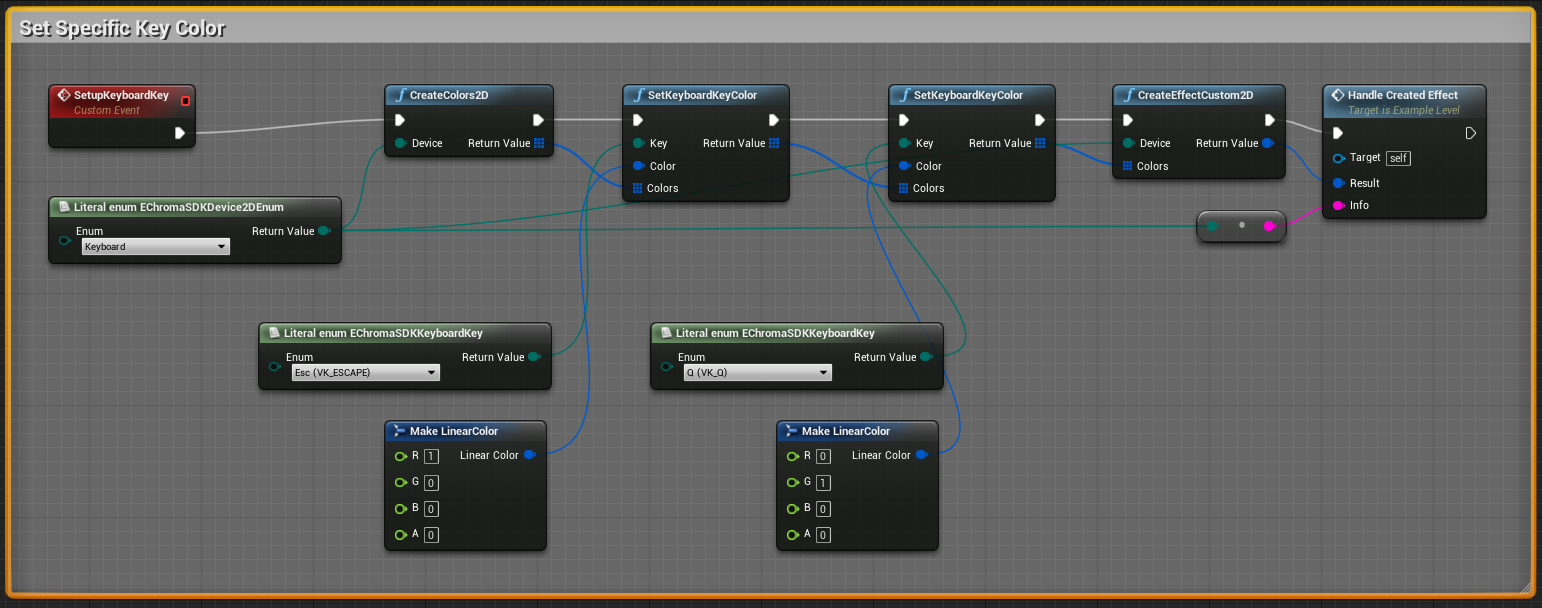 Set Specific Key Color
SetupKeyboardKey
Custom Event
CreateColors2D
Device
Return Value
SetKeyboardKeyColor
Key
Return Value
Color
Colors
SetKeyboardKeyColor
Key
Return Value
Color
Colors
CreateEffectCustom2D
Device
Return Value
Colors
Handle Created Effect
Target is Example Level
Target self
Result
Info
Literal enum EChromaSDKDevice2DEnum
Enum
Return Value
Keyboard
Literal enum EChromaSDKKeyboardKey
Enum
Return Value
Esc (VK_ESCAPE)
Literal enum EChromaSDKKeyboardKey
Enum
Return Value
Q (VK_Q)
Make LinearColor
R 1
Linear Color
G 0
B 0
A 0
Make LinearColor
R 0
Linear Color
G 1
B 0
A 0